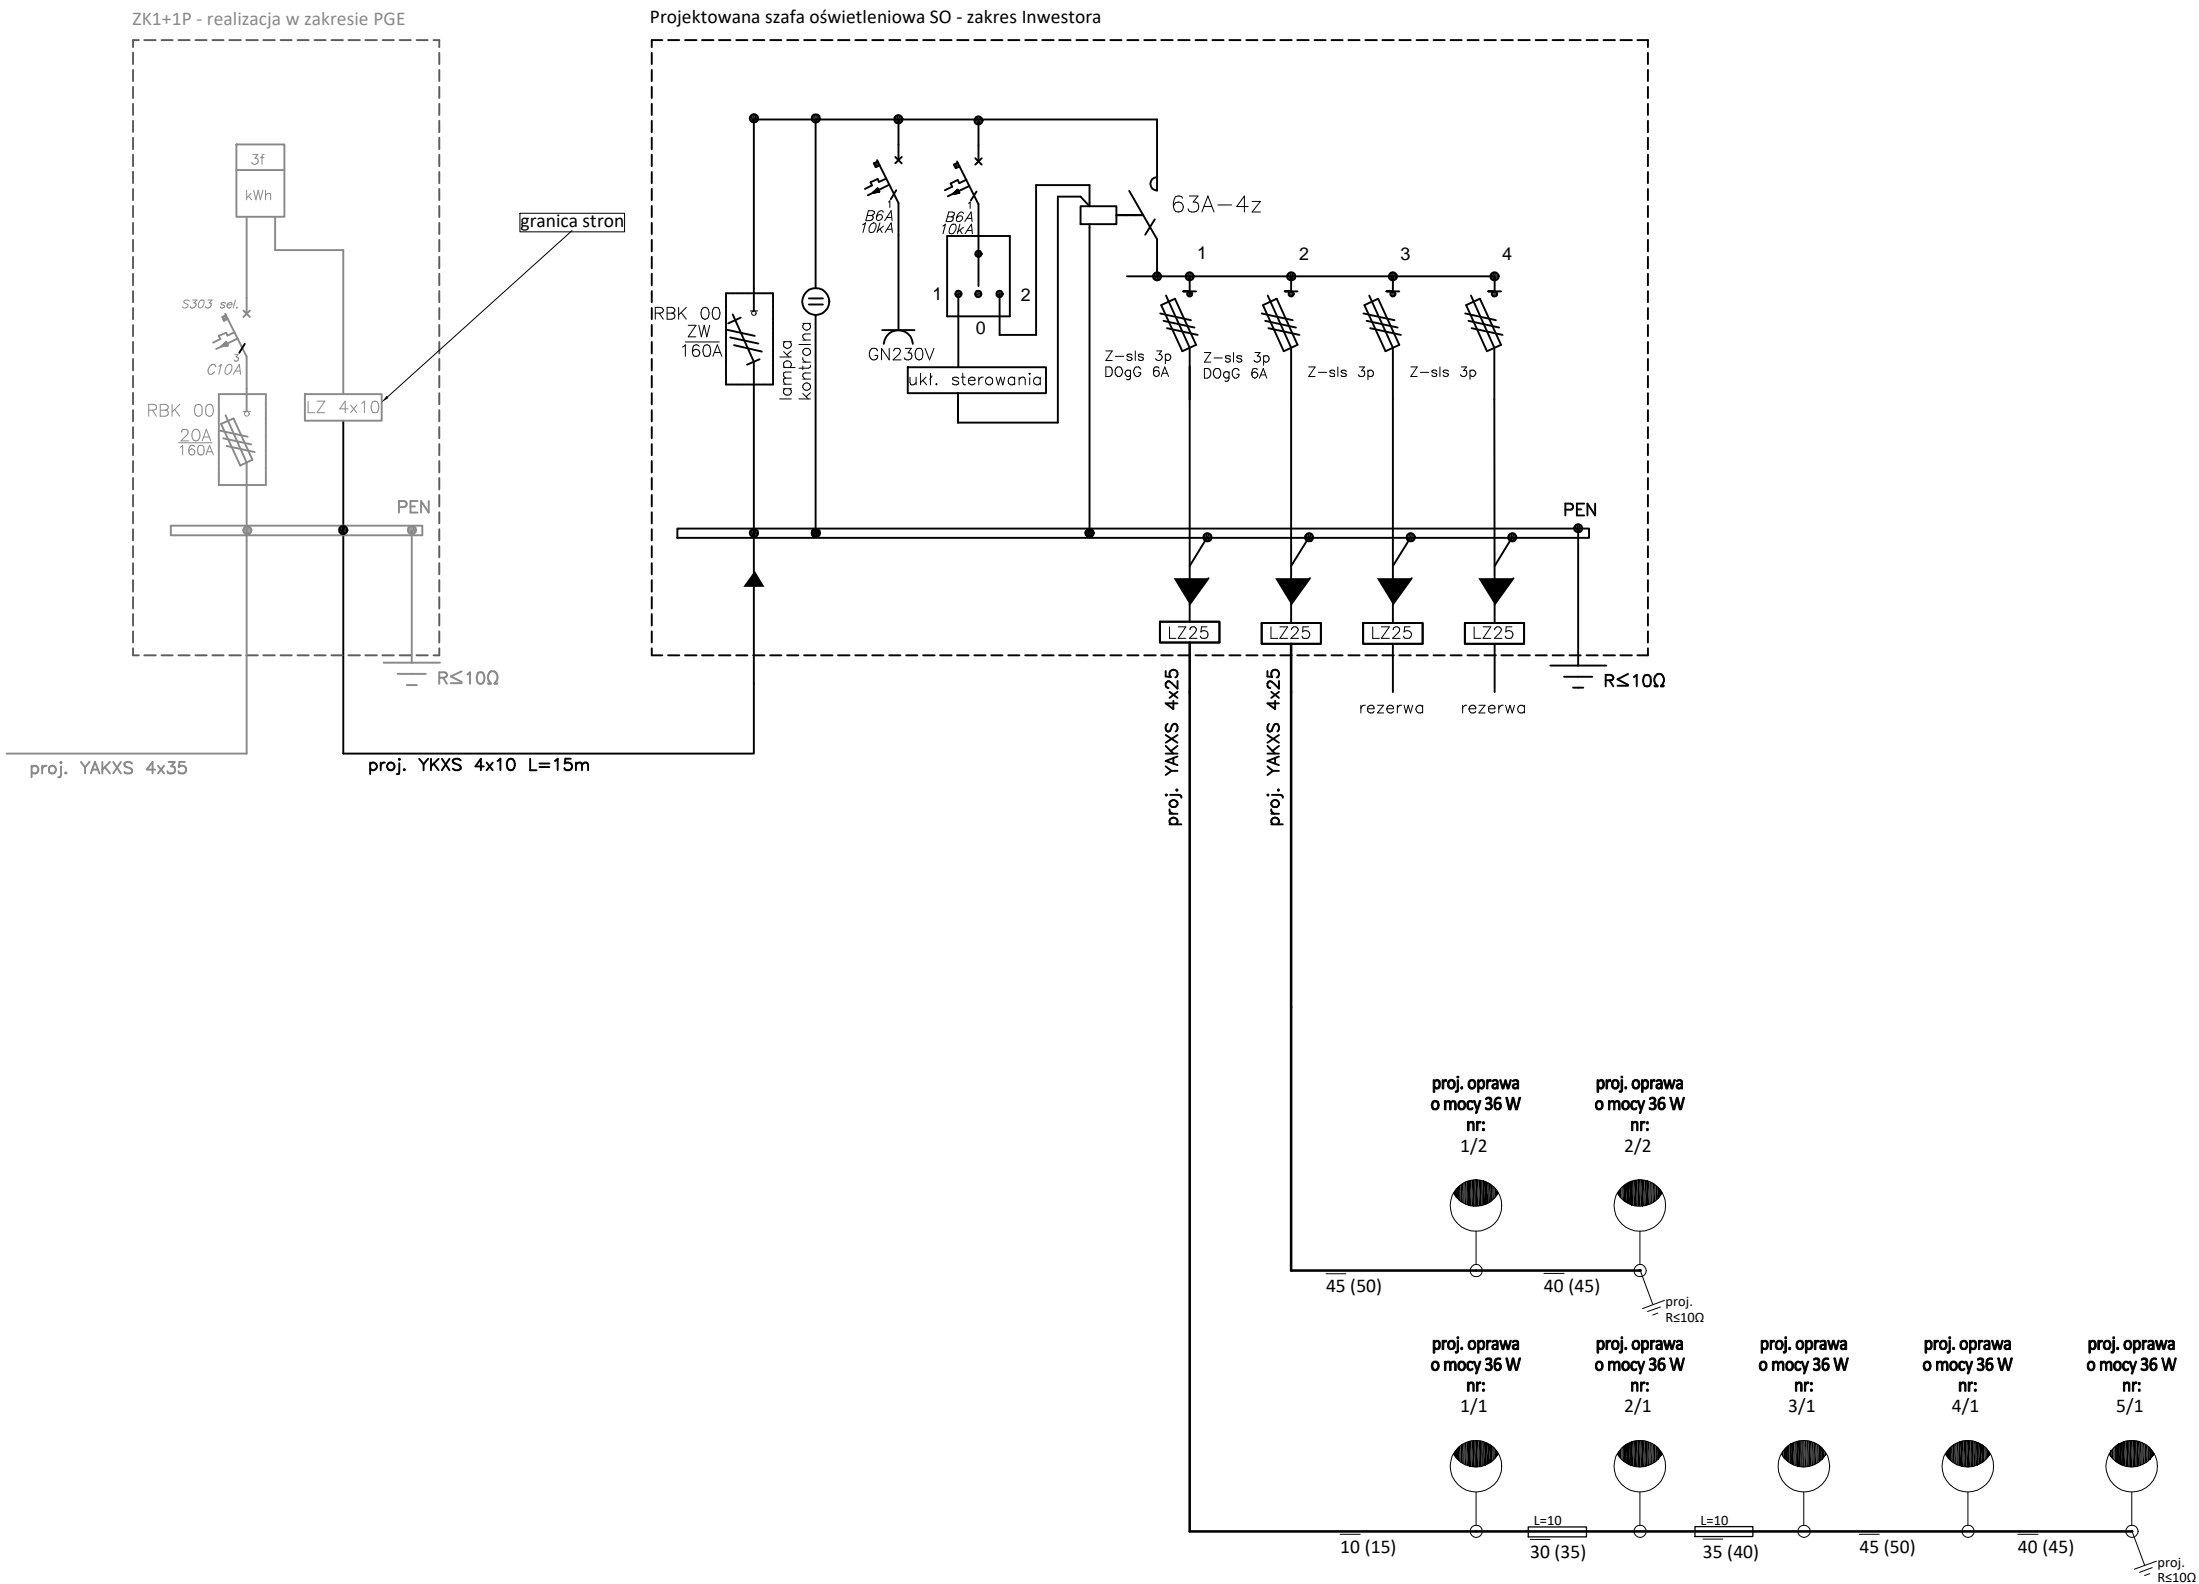 ZK1+1P - realizacja w zakresie PGE
3f
kWh
S303 sel.
3
C10A
RBK 00
20A
160A
LZ 4x10
PEN
R≤10Ω
proj. YAKXS 4x35
granica stron
proj. YKXS 4x10 L=15m
Projektowana szafa oświetleniowa SO - zakres Inwestora
RBK 00
ZW
160A
lampka
kontrolna
1
B6A
10kA
GN230V
1
B6A
10kA
1
2
0
ukł. sterowania
63A-4z
1
2
3
4
Z-sls 3p
DOgG 6A
Z-sls 3p
DOgG 6A
Z-sls 3p
Z-sls 3p
PEN
LZ25
LZ25
LZ25
LZ25
R≤10Ω
rezerwa
rezerwa
proj. YAKXS 4x25
proj. YAKXS 4x25
proj. oprawa
o mocy 36 W
nr:
1/2
proj. oprawa
o mocy 36 W
nr:
2/2
45 (50)
40 (45)
proj.
R≤10Ω
proj. oprawa
o mocy 36 W
nr:
1/1
proj. oprawa
o mocy 36 W
nr:
2/1
proj. oprawa
o mocy 36 W
nr:
3/1
proj. oprawa
o mocy 36 W
nr:
4/1
proj. oprawa
o mocy 36 W
nr:
5/1
10 (15)
L=10
30 (35)
L=10
35 (40)
45 (50)
40 (45)
proj.
R≤10Ω